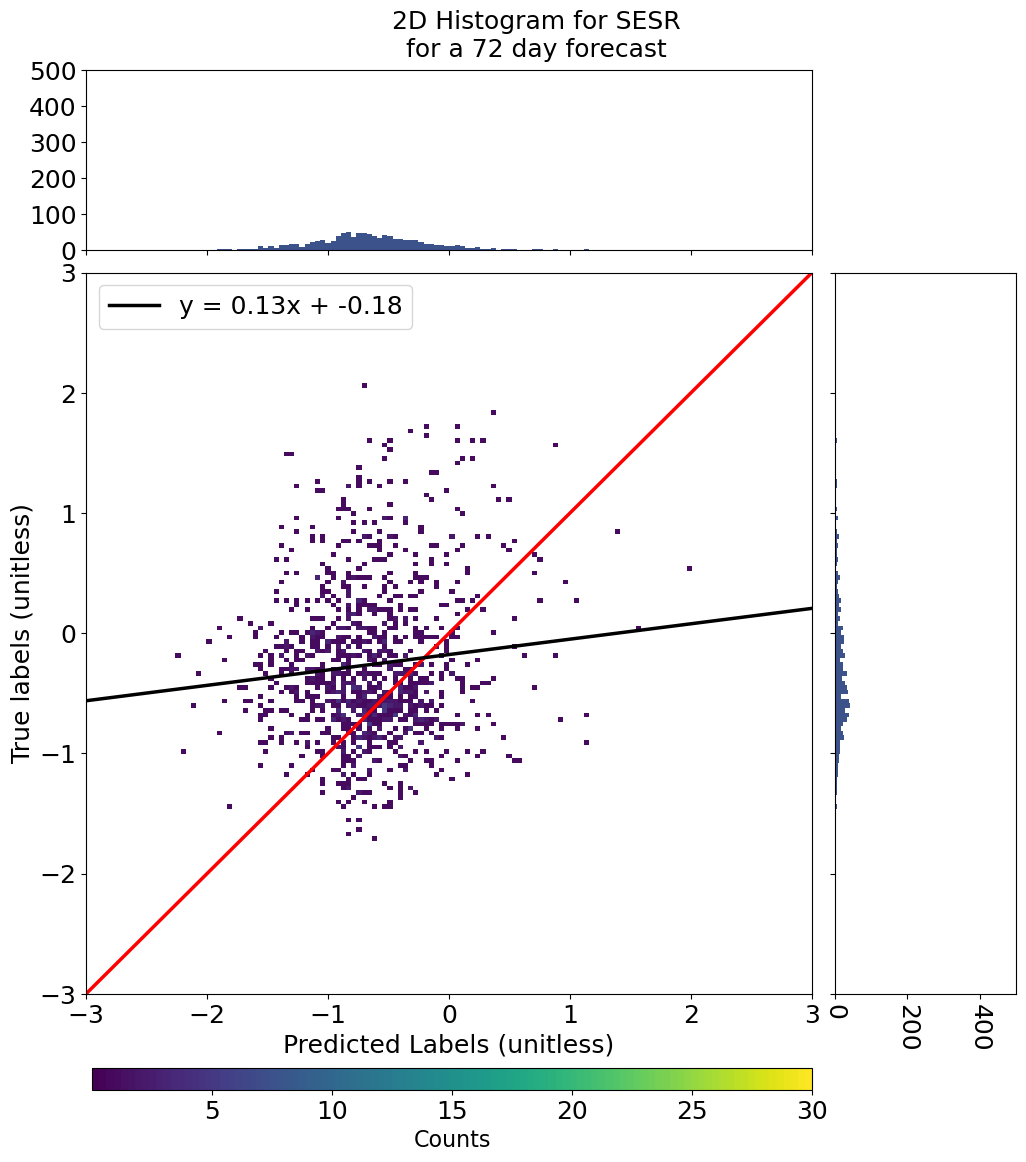 2D Histogram for SESR
for a 72 day forecast
500
400
300
200
100
0
3
2
1
0
−1
−2
−3
True labels (unitless)
y = 0.13x + -0.18
−3 −2 −1 0 1 2 3
Predicted Labels (unitless)
0 200 400
5 10 15 20 25 30
Counts